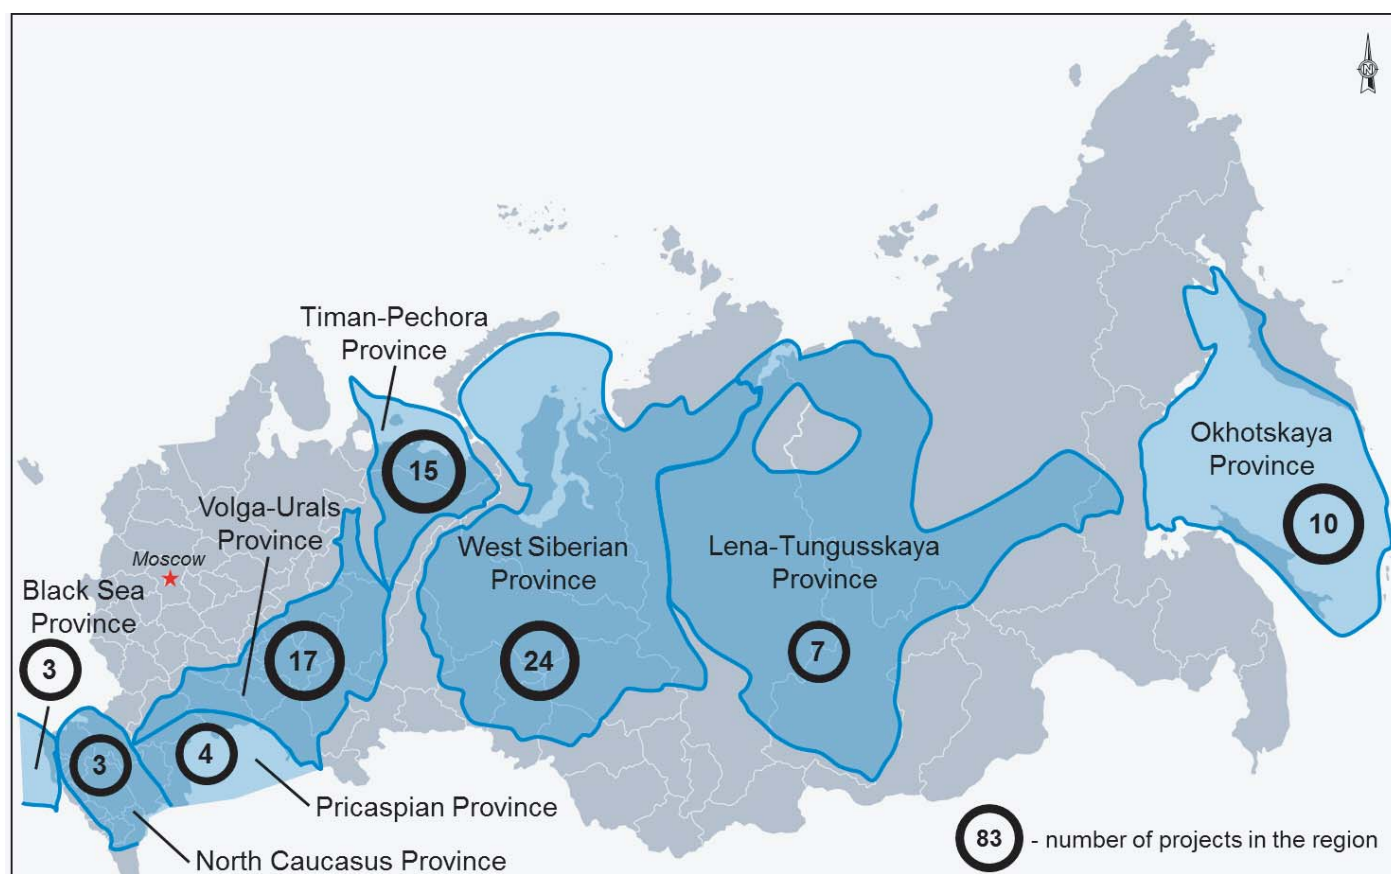 N
Timan-Pechora
Province
15
Okhotskaya
Province
10
Volga-Urals
Province
Moscow
West Siberian
Province
24
Lena-Tungusskaya
Province
7
Black Sea
Province
3
17
3
4
Pricaspian Province
North Caucasus Province
83 - number of projects in the region